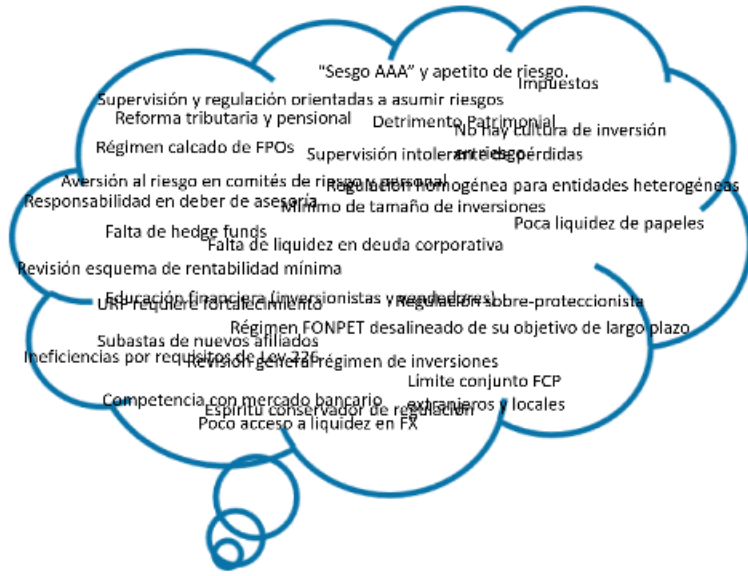 "Sesgo AAA" y apetito de riesgo.
Impuestos
Supervisión y regulación orientadas a asumir riesgos
Reforma tributaria y pensional
Detrimento Patrimonial
No hay cultura de inversión
en riesgo
Régimen calcado de FPOs
Supervisión intolerante de pérdidas
Aversión al riesgo en comités de riesgo y personal
Regulación homogénea para entidades heterogéneas
Responsabilidad en deber de asesoría
Mínimo de tamaño de inversiones
Poca liquidez de papeles
Falta de hedge funds
Falta de liquidez en deuda corporativa
Revisión esquema de rentabilidad mínima
Educación financiera (inversionistas y vendedores)
Regulación sobre-proteccionista
URF requiere fortalecimiento
Régimen FONPET desalineado de su objetivo de largo plazo
Subastas de nuevos afiliados
Ineficiencias por requisitos de Ley 226
Revisión general régimen de inversiones
Límite conjunto FCP
extranjeros y locales
Competencia con mercado bancario
Espíritu conservador de regulación
Poco acceso a liquidez en FX